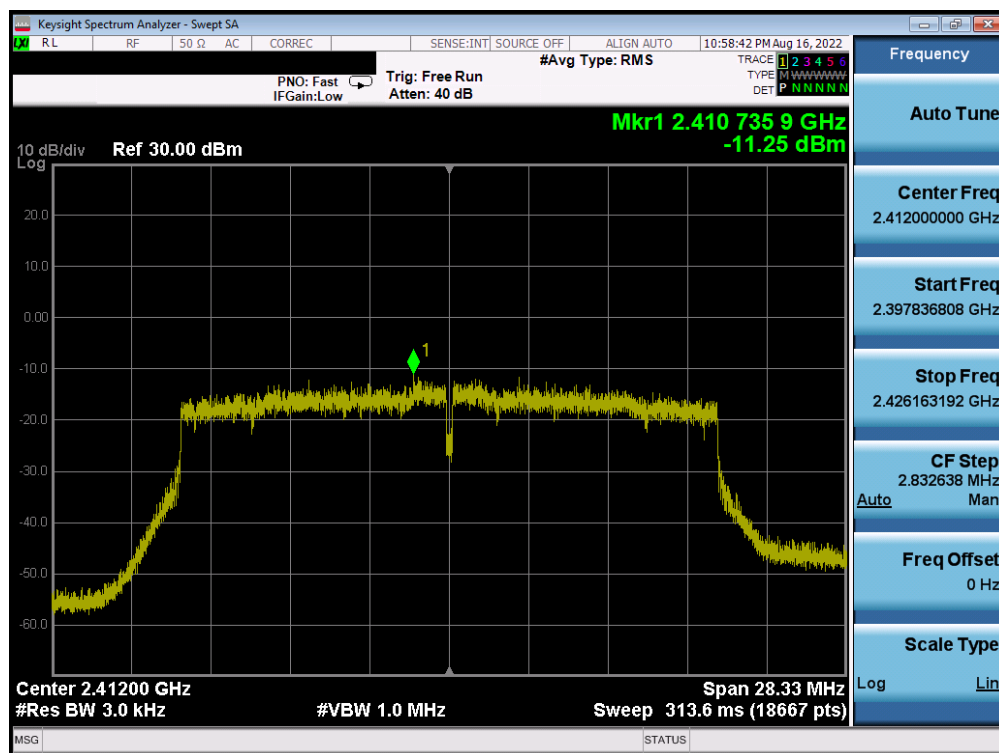 Keysight Spectrum Analyzer - Swept SA
LXI RL RF 50 Ω AC CORREC SENSE:INT SOURCE OFF ALIGN AUTO 10:58:42 PM Aug 16, 2022
#Avg Type: RMS
TRACE 1 2 3 4 5 6
PNO: Fast Trig: Free Run
TYPE M WWWWW
IFGain:Low Atten: 40 dB
DET P N N N N N
Mkr1 2.410 735 9 GHz
-11.25 dBm
10 dB/div Ref 30.00 dBm
Log
1
20.0
10.0
0.00
-10.0
-20.0
-30.0
-40.0
-50.0
-60.0
Center 2.41200 GHz Span 28.33 MHz
#Res BW 3.0 kHz #VBW 1.0 MHz Sweep 313.6 ms (18667 pts)
MSG STATUS
Frequency
Auto Tune
Center Freq
2.412000000 GHz
Start Freq
2.397836808 GHz
Stop Freq
2.426163192 GHz
CF Step
2.832638 MHz
Auto Man
Freq Offset
0 Hz
Scale Type
Log Lin